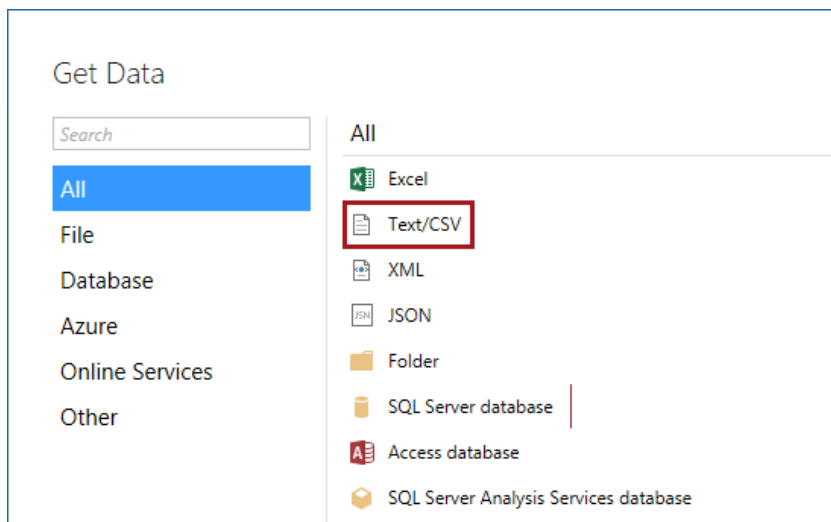 Get Data
Search
All
File
Database
Azure
Online Services
Other
All
Excel
Text/CSV
XML
JSN
JSON
Folder
SQL Server database
Access database
SQL Server Analysis Services database